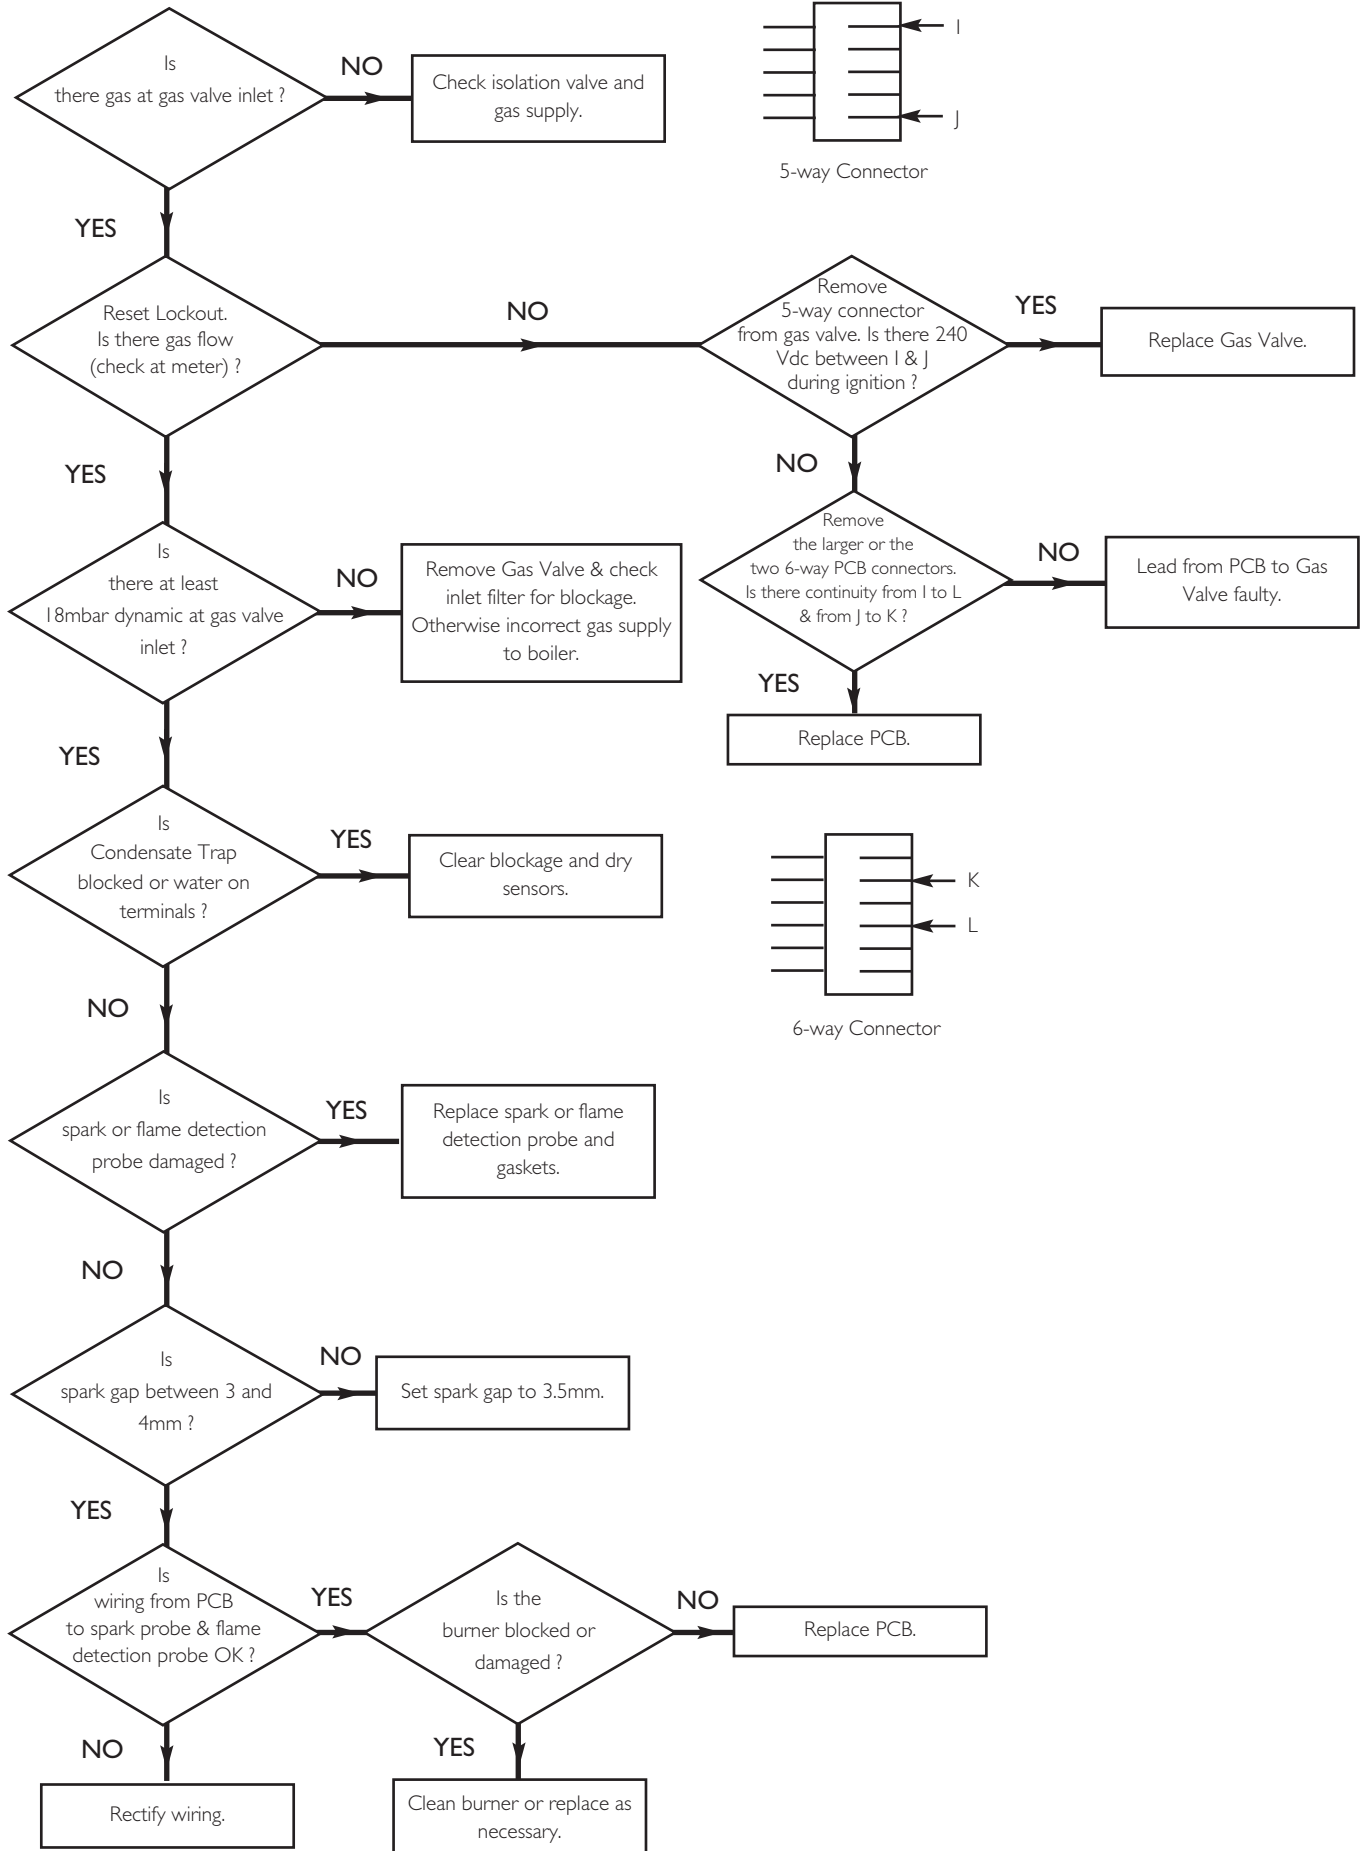 Is
there gas at gas valve inlet ?
NO
Check isolation valve and
gas supply.
I
J
5-way Connector
YES
Reset Lockout.
Is there gas flow
(check at meter) ?
NO
Remove
5-way connector
from gas valve. Is there 240
Vdc between I & J
during ignition ?
YES
Replace Gas Valve.
YES
NO
Is
there at least
18mbar dynamic at gas valve
inlet ?
NO
Remove Gas Valve & check
inlet filter for blockage.
Otherwise incorrect gas supply
to boiler.
Remove
the larger or the
two 6-way PCB connectors.
Is there continuity from I to L
& from J to K ?
NO
Lead from PCB to Gas
Valve faulty.
YES
Replace PCB.
YES
Is
Condensate Trap
blocked or water on
terminals ?
YES
Clear blockage and dry
sensors.
K
L
6-way Connector
NO
Is
spark or flame detection
probe damaged ?
YES
Replace spark or flame
detection probe and
gaskets.
NO
Is
spark gap between 3 and
4mm ?
NO
Set spark gap to 3.5mm.
YES
Is
wiring from PCB
to spark probe & flame
detection probe OK ?
YES
Is the
burner blocked or
damaged ?
NO
Replace PCB.
NO
Rectify wiring.
YES
Clean burner or replace as
necessary.